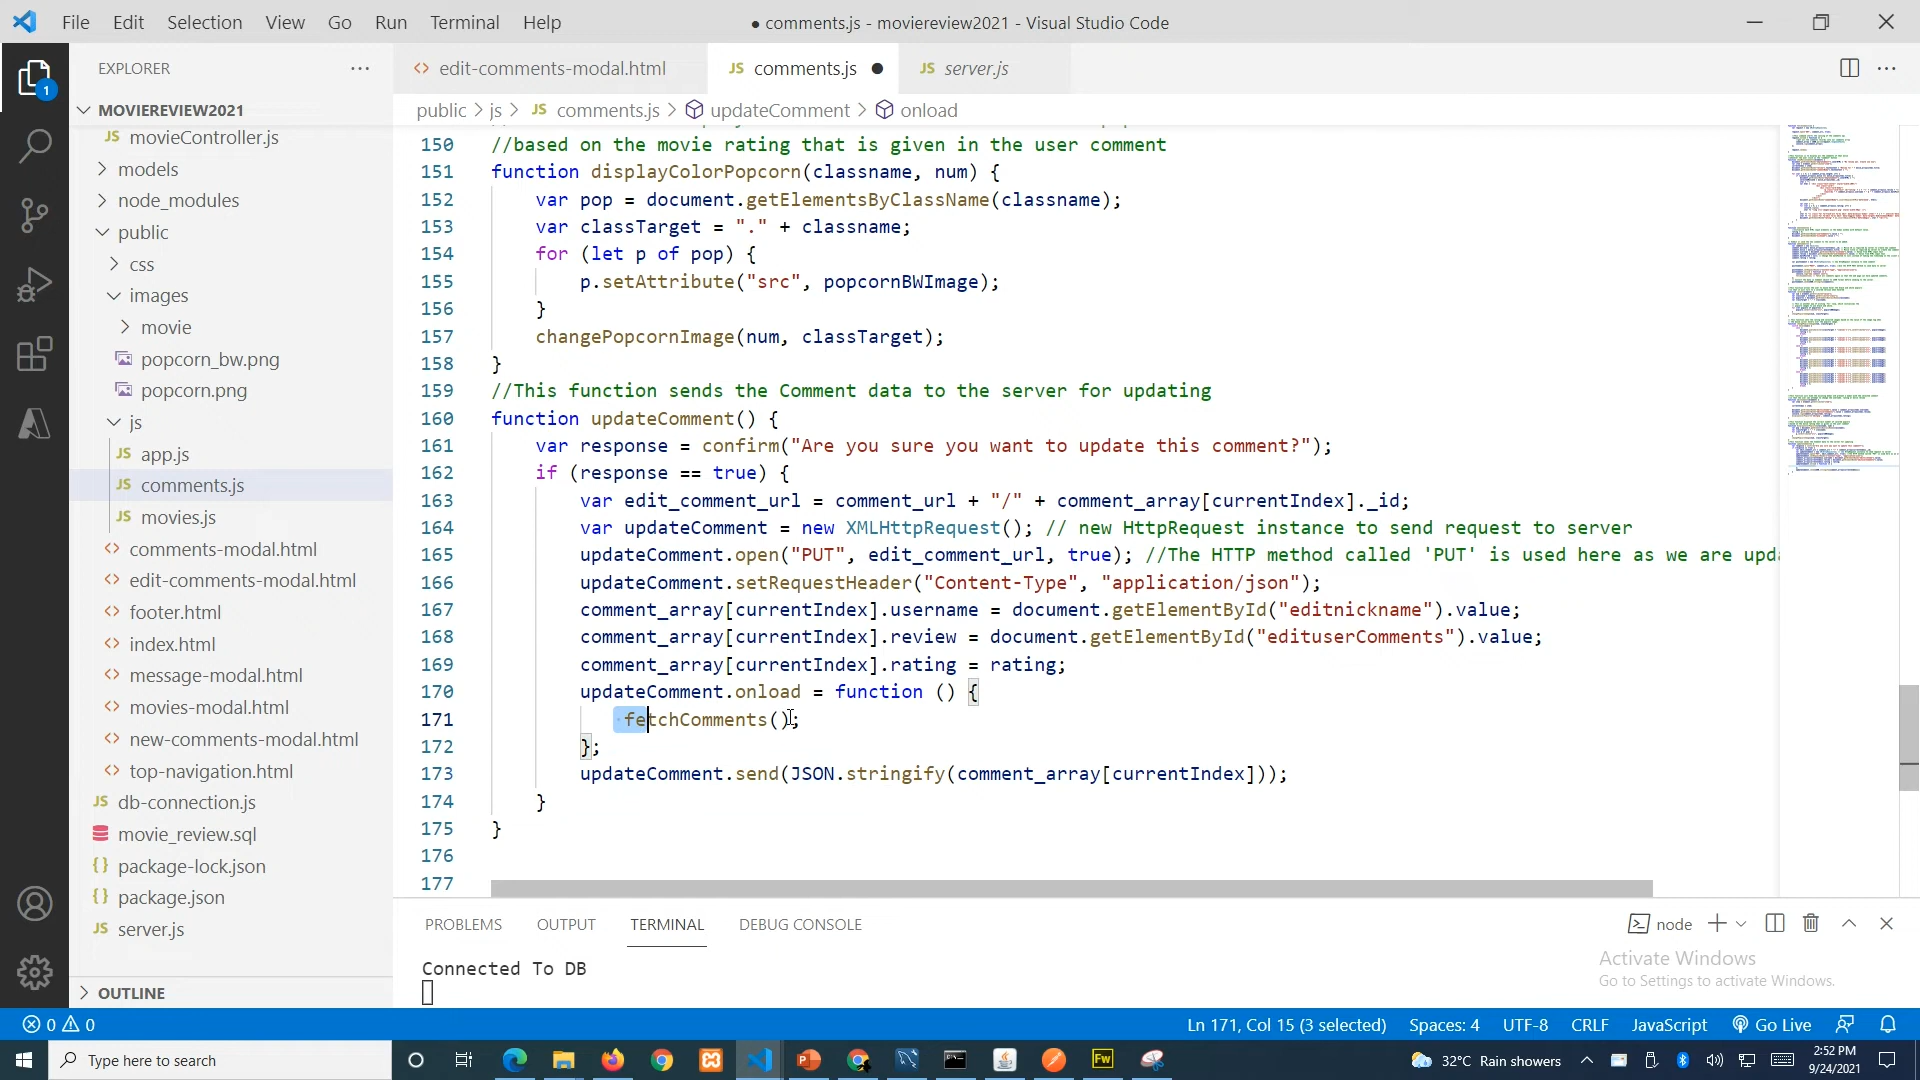 File Edit Selection View Go Run Terminal Help
● comments.js - moviereview2021 - Visual Studio Code
EXPLORER
edit-comments-modal.html
JS comments.js
JS server.js
MOVIEREVIEW2021
JS movieController.js
models
node_modules
public
css
images
movie
popcorn_bw.png
popcorn.png
js
JS app.js
JS comments.js
JS movies.js
comments-modal.html
edit-comments-modal.html
footer.html
index.html
message-modal.html
movies-modal.html
new-comments-modal.html
top-navigation.html
JS db-connection.js
movie_review.sql
{} package-lock.json
{} package.json
JS server.js
OUTLINE
public > js > JS comments.js > updateComment > onload
150 //based on the movie rating that is given in the user comment
151 function displayColorPopcorn(classname, num) {
152 var pop = document.getElementsByClassName(classname);
153 var classTarget = "." + classname;
154 for (let p of pop) {
155 p.setAttribute("src", popcornBWImage);
156 }
157 changePopcornImage(num, classTarget);
158 }
159 //This function sends the Comment data to the server for updating
160 function updateComment() {
161 var response = confirm("Are you sure you want to update this comment?");
162 if (response == true) {
163 var edit_comment_url = comment_url + "/" + comment_array[currentIndex]._id;
164 var updateComment = new XMLHttpRequest(); // new HttpRequest instance to send request to server
165 updateComment.open("PUT", edit_comment_url, true); //The HTTP method called 'PUT' is used here as we are upda
166 updateComment.setRequestHeader("Content-Type", "application/json");
167 comment_array[currentIndex].username = document.getElementById("editnickname").value;
168 comment_array[currentIndex].review = document.getElementById("edituserComments").value;
169 comment_array[currentIndex].rating = rating;
170 updateComment.onload = function () {
171 fetchComments();
172 };
173 updateComment.send(JSON.stringify(comment_array[currentIndex]));
174 }
175 }
176
177
PROBLEMS OUTPUT TERMINAL DEBUG CONSOLE
node
Connected To DB
Activate Windows
Go to Settings to activate Windows.
0 0
Ln 171, Col 15 (3 selected) Spaces: 4 UTF-8 CRLF JavaScript Go Live
Type here to search
Fw
32°C Rain showers
2:52 PM
9/24/2021
1